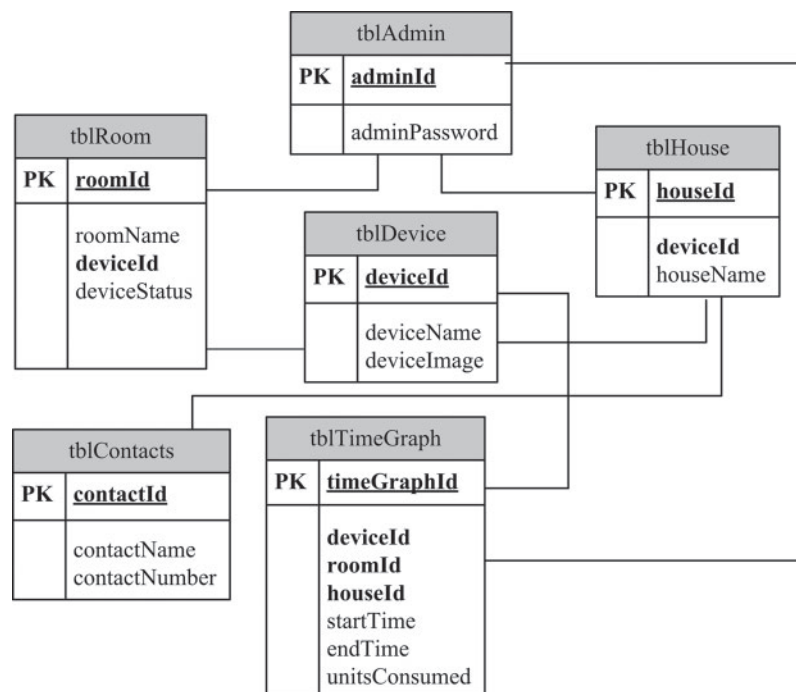 tblAdmin
PK adminId
adminPassword
tblRoom
PK roomId
roomName
deviceId
deviceStatus
tblHouse
PK houseId
deviceId
houseName
tblDevice
PK deviceId
deviceName
deviceImage
tblContacts
PK contactId
contactName
contactNumber
tblTimeGraph
PK timeGraphId
deviceId
roomId
houseId
startTime
endTime
unitsConsumed